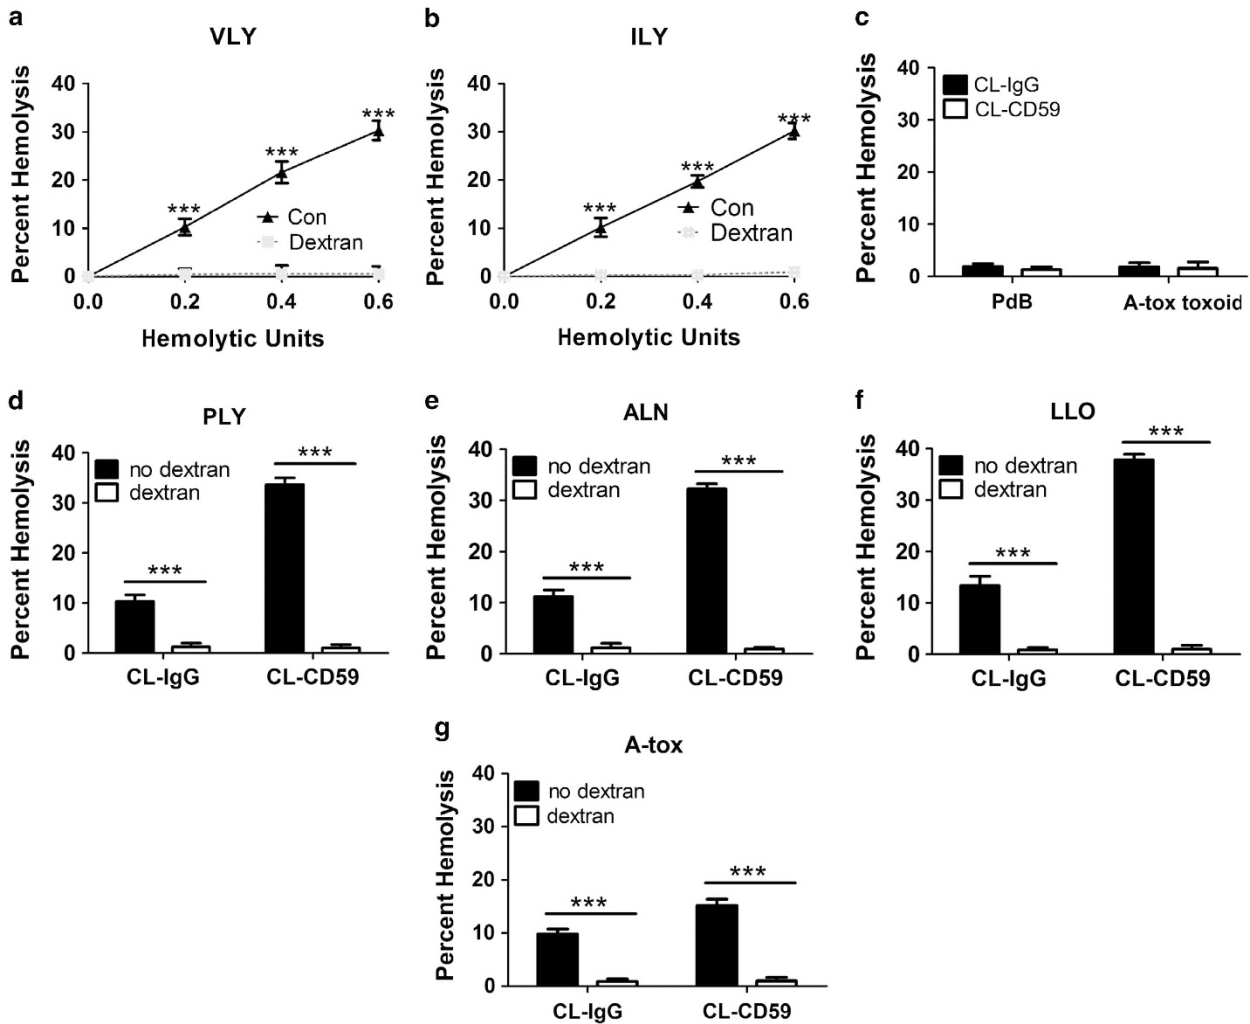 a
VLY
Percent Hemolysis
40
30
20
10
0
***
***
***
Con
Dextran
0.0 0.2 0.4 0.6
Hemolytic Units
b
ILY
Percent Hemolysis
40
30
20
10
0
***
***
***
Con
Dextran
0.0 0.2 0.4 0.6
Hemolytic Units
c
Percent Hemolysis
40
30
20
10
0
CL-IgG
CL-CD59
PdB A-tox toxoid
d
PLY
Percent Hemolysis
40
30
20
10
0
no dextran
dextran
***
***
CL-IgG CL-CD59
e
ALN
Percent Hemolysis
40
30
20
10
0
no dextran
dextran
***
***
CL-IgG CL-CD59
f
LLO
Percent Hemolysis
40
30
20
10
0
no dextran
dextran
***
***
CL-IgG CL-CD59
g
A-tox
Percent Hemolysis
40
30
20
10
0
no dextran
dextran
***
***
CL-IgG CL-CD59